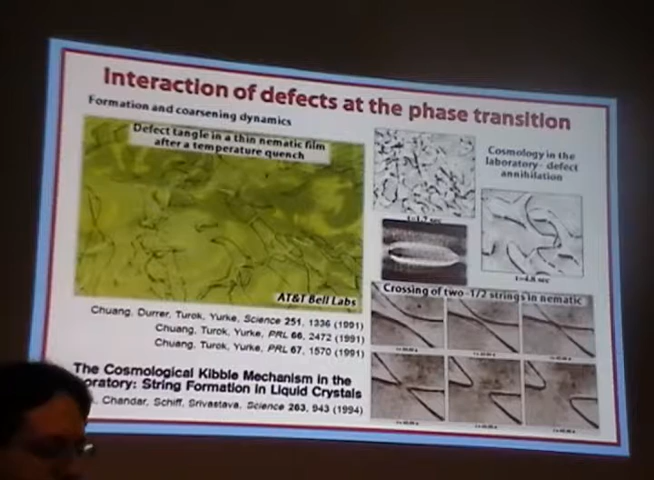 Interaction of defects at the phase transition
Formation and coarsening dynamics
Defect tangle in a thin nematic film
after a temperature quench
AT&T Bell Labs
Chuang, Durrer, Turok, Yurke, Science 251, 1336 (1991)
Chuang, Turok, Yurke, PRL 66, 2472 (1991)
Chuang, Turok, Yurke, PRL 67, 1570 (1991)
The Cosmological Kibble Mechanism in the
oratory: String Formation in Liquid Crystals
Chandar, Schiff, Srivastava, Science 263, 943 (1994)
Cosmology in the
laboratory- defect
annihilation
Crossing of two -1/2 strings in nematic